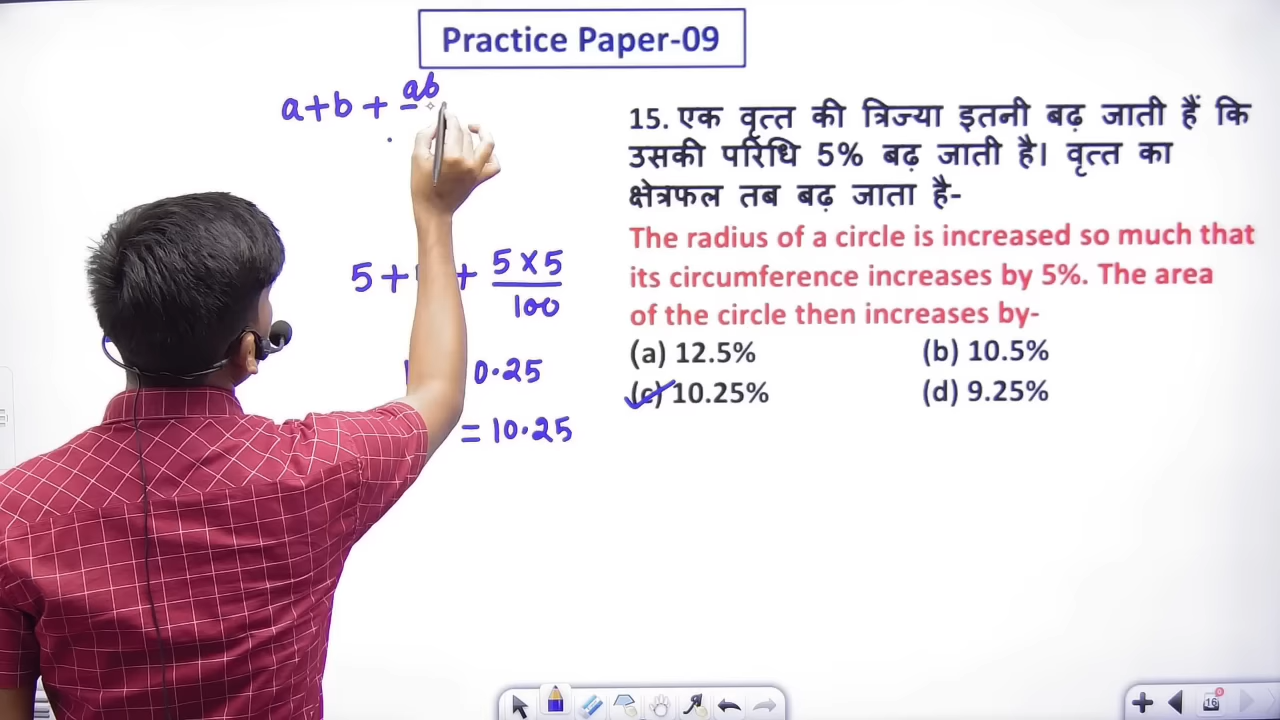 Practice Paper-09
a+b + ab
15. एक वृत्त की त्रिज्या इतनी बढ़ जाती हैं कि
उसकी परिधि 5% बढ़ जाती है। वृत्त का
क्षेत्रफल तब बढ़ जाता है-
The radius of a circle is increased so much that
its circumference increases by 5%. The area
of the circle then increases by-
(a) 12.5% (b) 10.5%
(c) 10.25% (d) 9.25%
5 + + 5 × 5
100
0.25
= 10.25
16